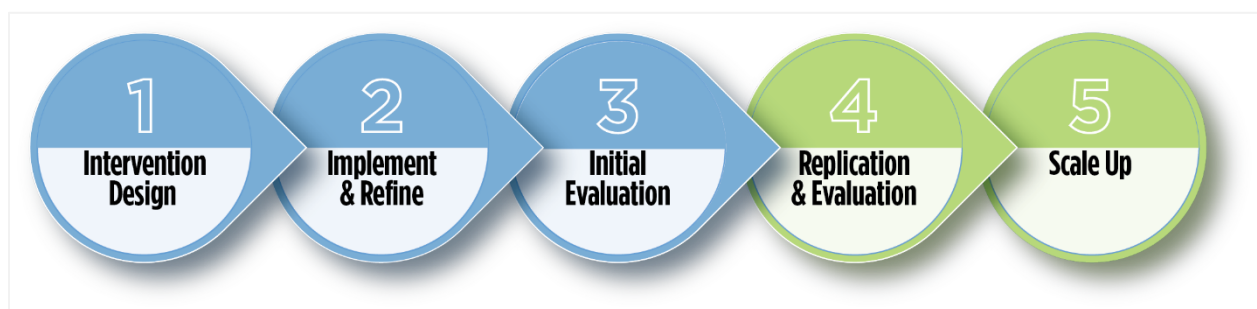 1
Intervention
Design
2
Implement
& Refine
3
Initial
Evaluation
4
Replication
& Evaluation
5
Scale Up